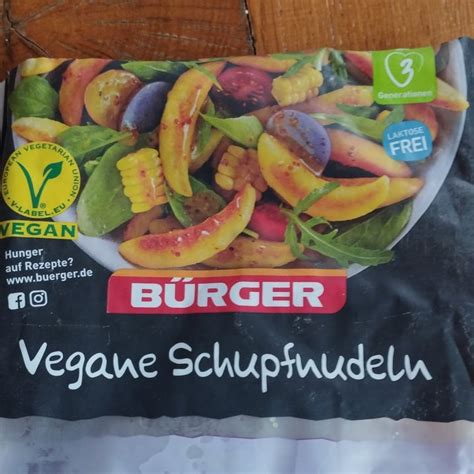 3
Generationen
LAKTOSE
FREI
EUROPEAN VEGETARIAN UNION
V-LABEL.EU
VEGAN
Hunger
auf Rezepte?
www.buerger.de
BÜRGER
Vegane Schupfnudeln